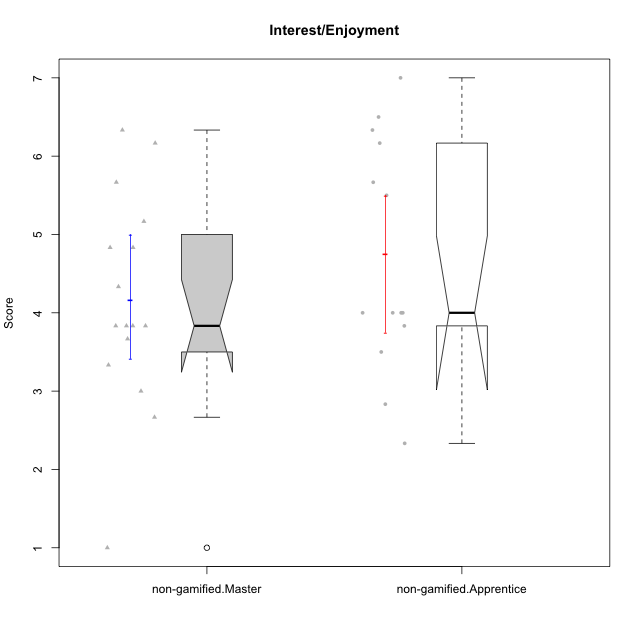 Interest/Enjoyment
7
6
5
4
3
2
1
Score
non-gamified.Master
non-gamified.Apprentice